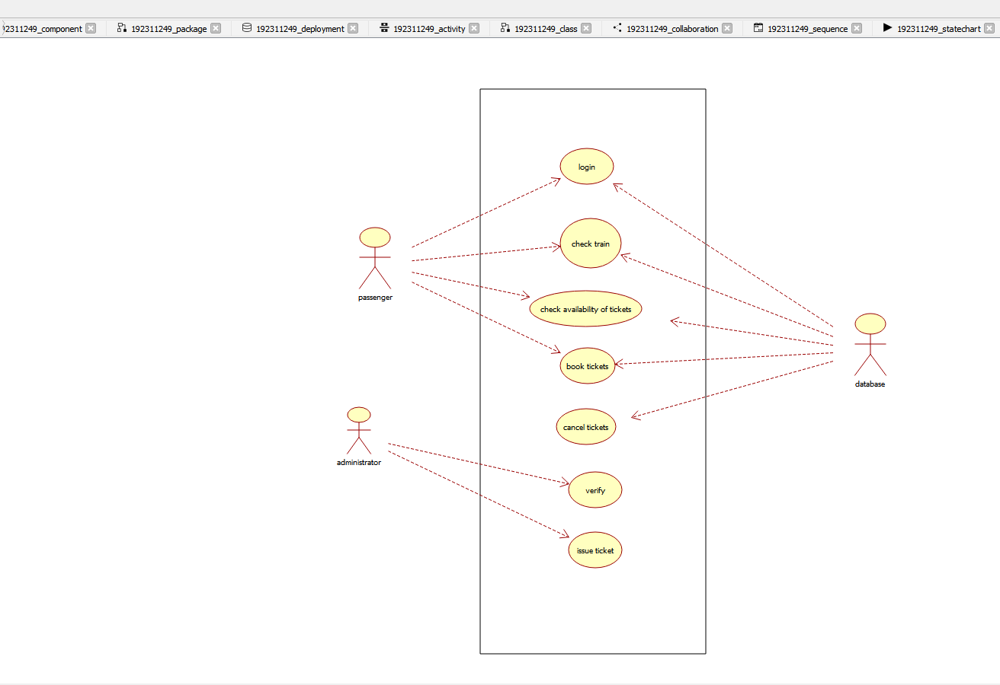 92311249_component
192311249_package
192311249_deployment
192311249_activity
192311249_class
192311249_collaboration
192311249_sequence
192311249_statechart
login
check train
passenger
check availability of tickets
book tickets
database
cancel tickets
administrator
verify
issue ticket